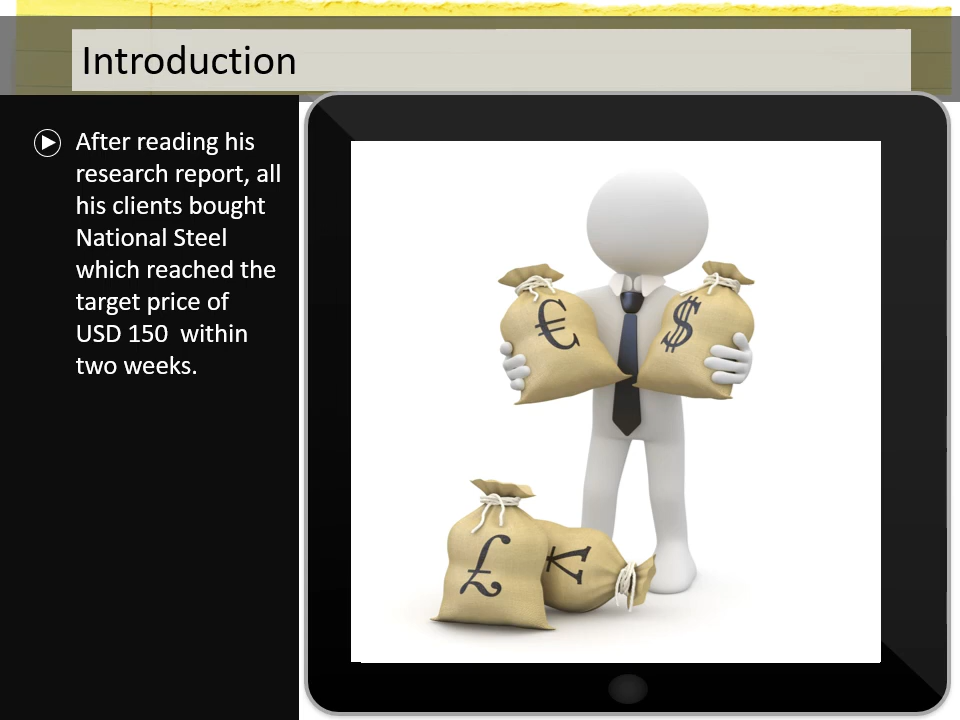 Introduction
After reading his
research report, all
his clients bought
National Steel
which reached the
target price of
USD 150  within
two weeks.
€
$
£
¥